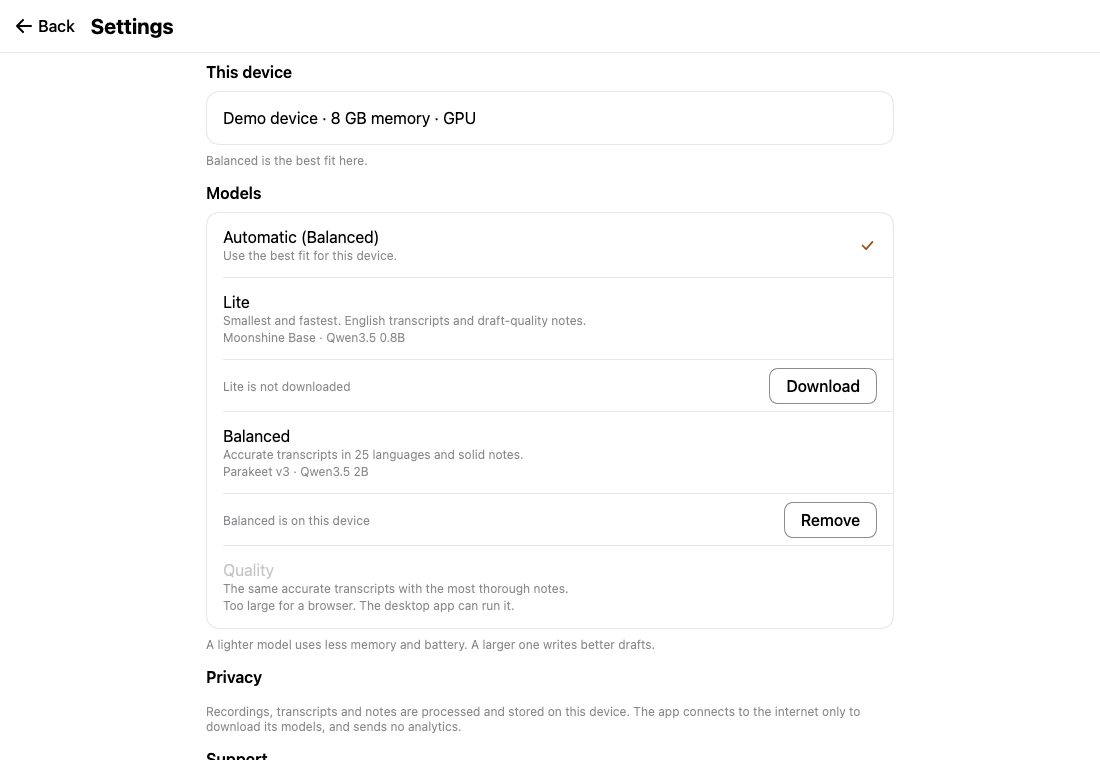 Back Settings
This device
Demo device · 8 GB memory · GPU
Balanced is the best fit here.
Models
Automatic (Balanced)
Use the best fit for this device.
Lite
Smallest and fastest. English transcripts and draft-quality notes.
Moonshine Base · Qwen3.5 0.8B
Lite is not downloaded Download
Balanced
Accurate transcripts in 25 languages and solid notes.
Parakeet v3 · Qwen3.5 2B
Balanced is on this device Remove
Quality
The same accurate transcripts with the most thorough notes.
Too large for a browser. The desktop app can run it.
A lighter model uses less memory and battery. A larger one writes better drafts.
Privacy
Recordings, transcripts and notes are processed and stored on this device. The app connects to the internet only to
download its models, and sends no analytics.
Support